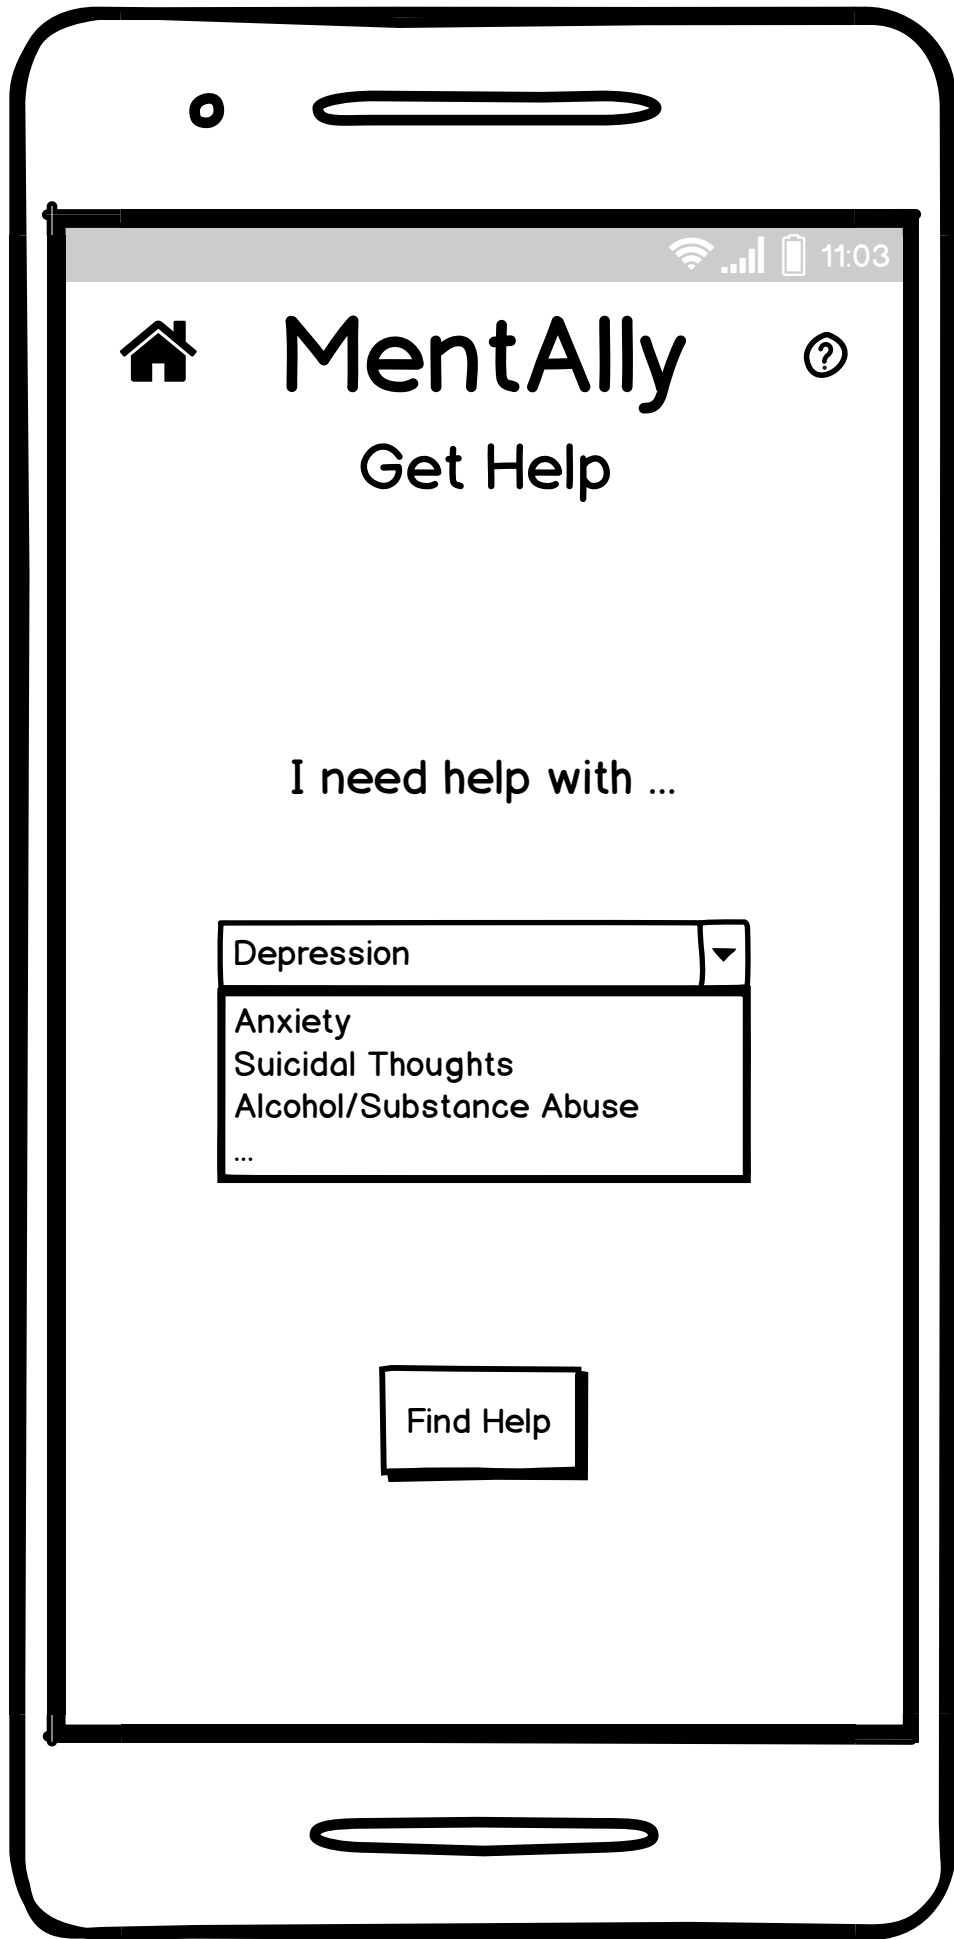 11:03
MentAlly
?
Get Help
I need help with ...
Depression
Anxiety
Suicidal Thoughts
Alcohol/Substance Abuse
...
Find Help